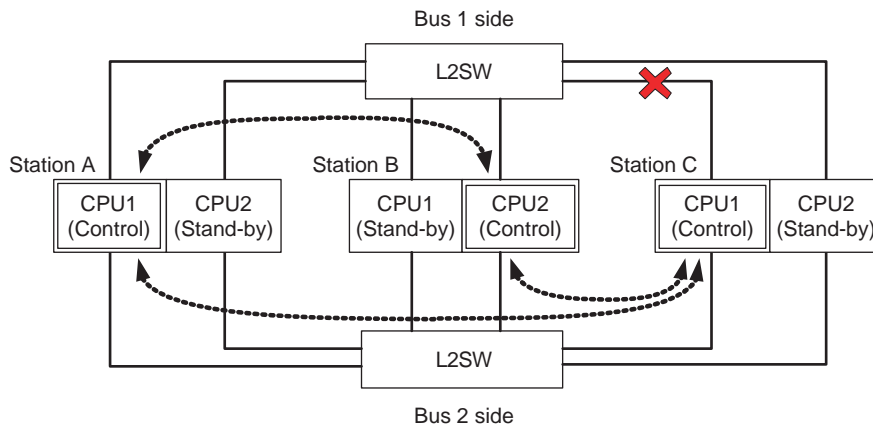 Bus 1 side
L2SW
Station A
Station B
Station C
CPU1
(Control)
CPU2
(Stand-by)
CPU1
(Stand-by)
CPU2
(Control)
CPU1
(Control)
CPU2
(Stand-by)
L2SW
Bus 2 side